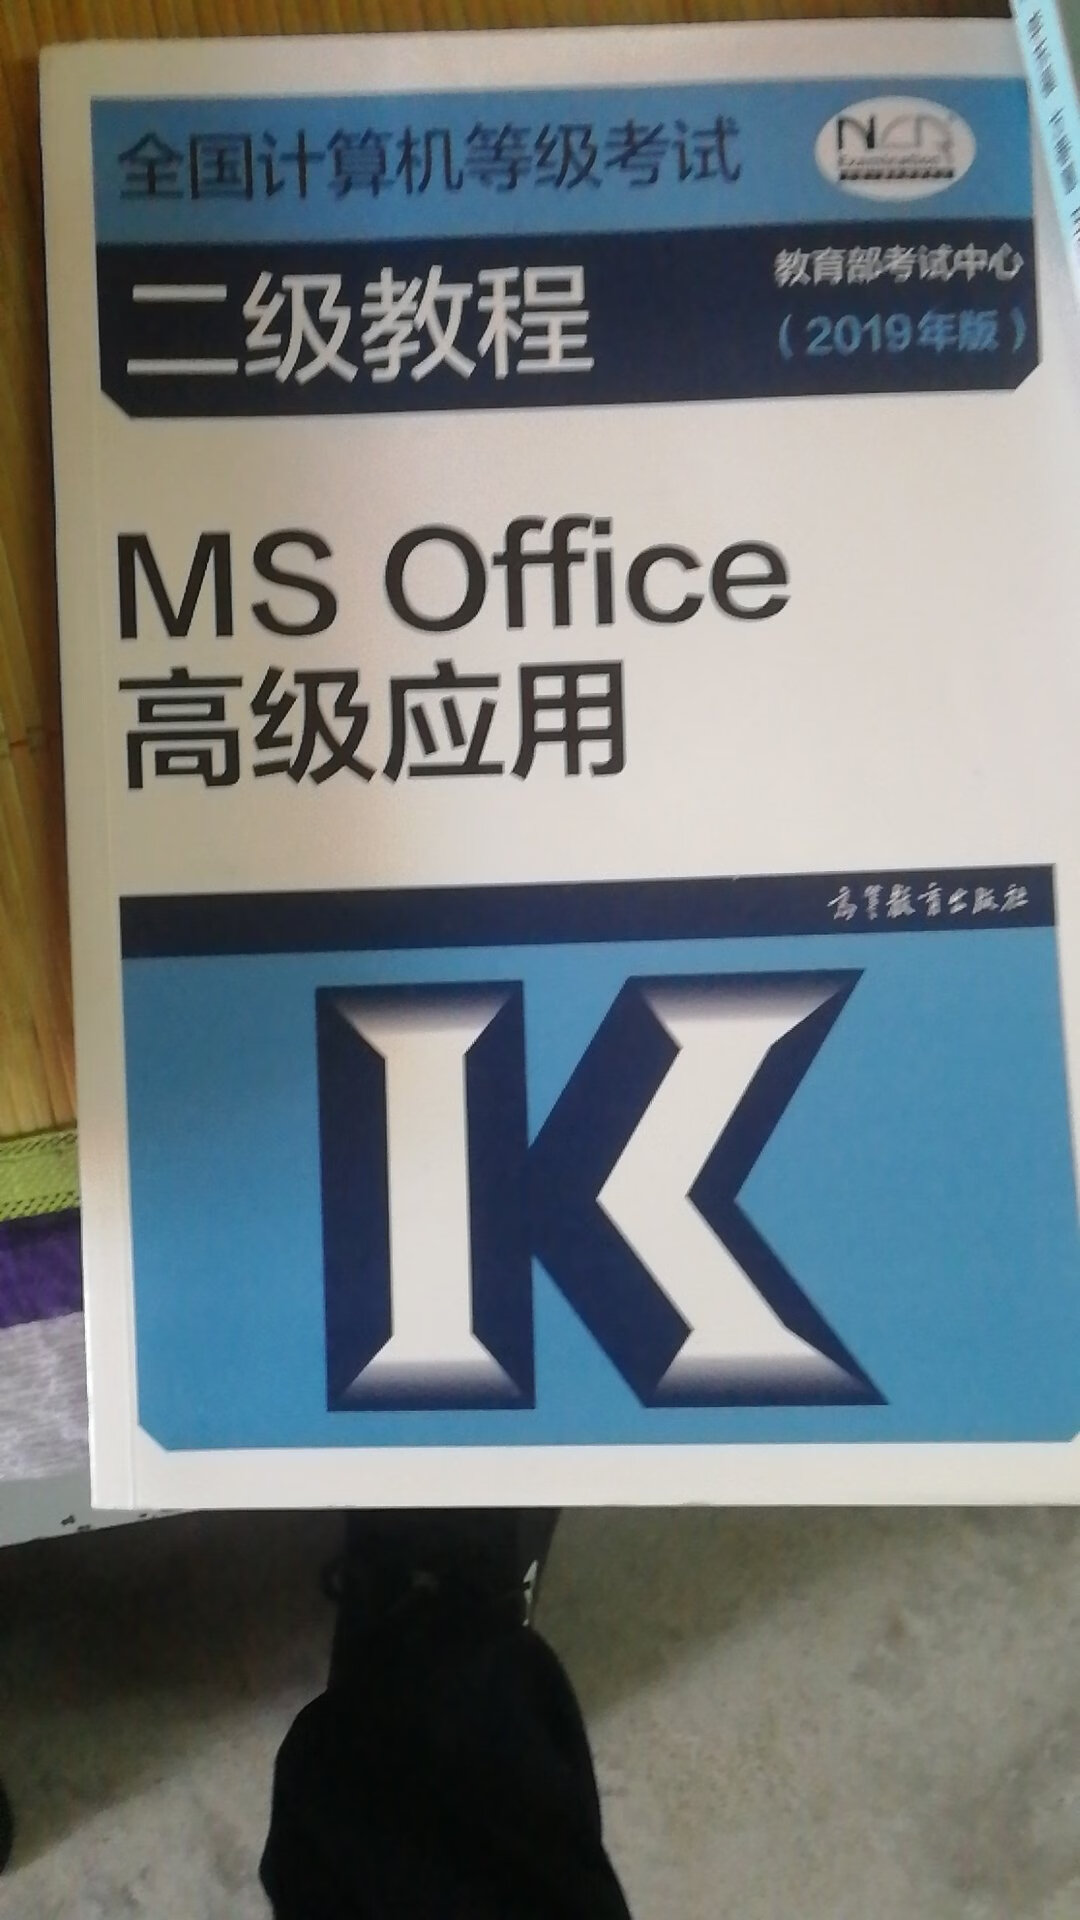 全国计算机等级考试
NCR
Examination
二级教程
教育部考试中心
（2019年版）
MS Office
高级应用
高等教育出版社
K